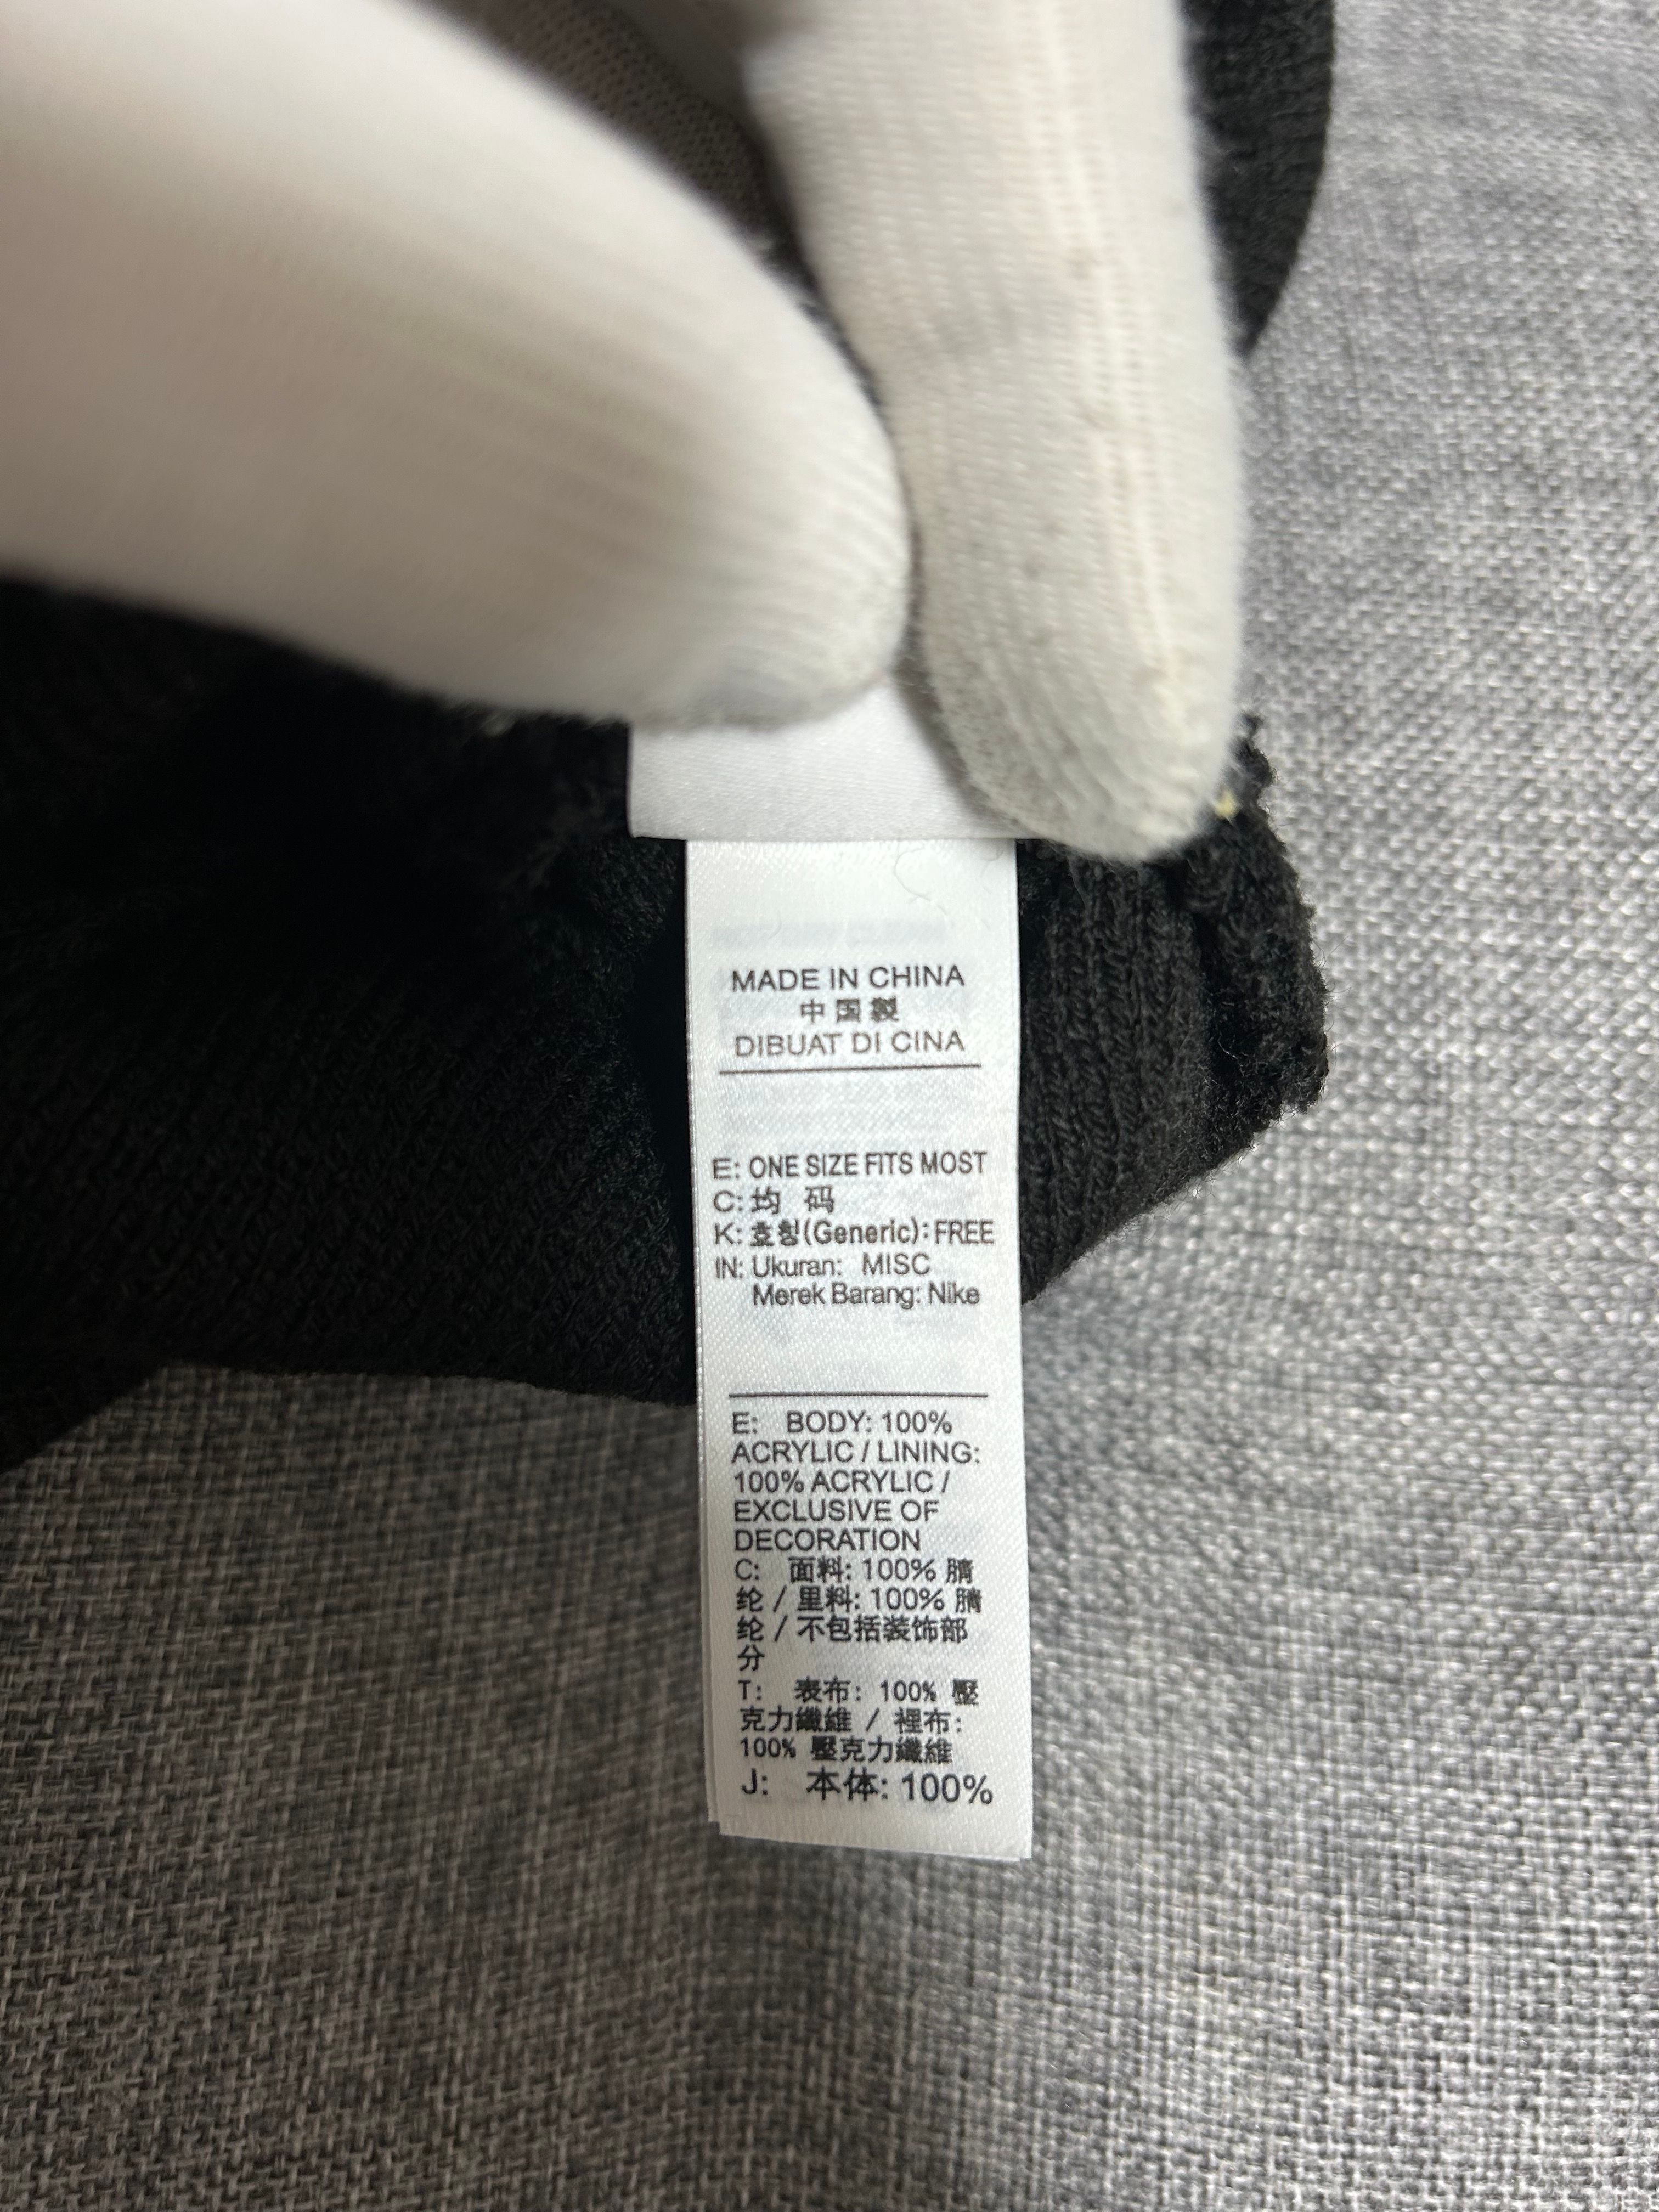 MADE IN CHINA
中国製
DIBUAT DI CINA
E: ONE SIZE FITS MOST
C: 均 码
K: 호칭(Generic): FREE
IN: Ukuran: MISC
Merek Barang: Nike
E: BODY: 100%
ACRYLIC / LINING:
100% ACRYLIC /
EXCLUSIVE OF
DECORATION
C: 面料: 100% 腈
纶 / 里料: 100% 腈
纶 / 不包括装饰部
分
T: 表布: 100% 壓
克力纖維 / 裡布:
100% 壓克力纖維
J: 本体: 100%